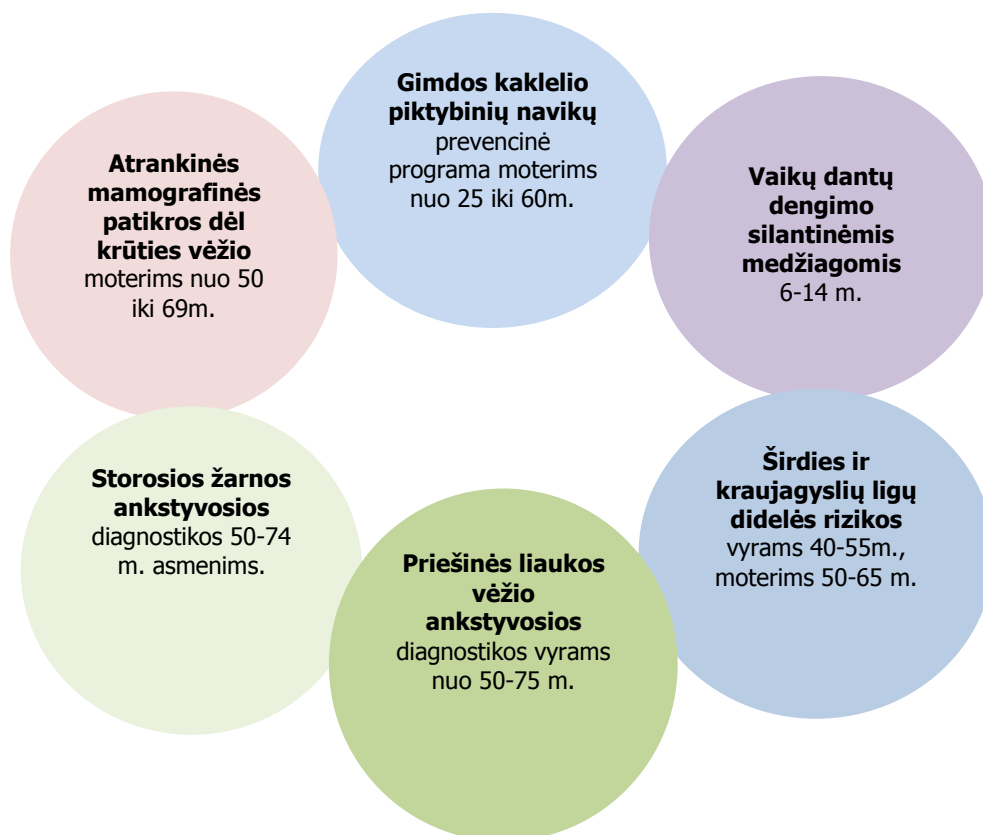 Gimdos kaklelio
piktybinių navikų
prevencinė
programa moterims
nuo 25 iki 60m.
Atrankinės
mamografinės
patikros dėl
krūties vėžio
moterims nuo 50
iki 69m.
Vaikų dantų
dengimo
silantinėmis
medžiagomis
6-14 m.
Storosios žarnos
ankstyvosios
diagnostikos 50-74
m. asmenims.
Širdies ir
kraujagyslių ligų
didelės rizikos
vyrams 40-55m.,
moterims 50-65 m.
Priešinės liaukos
vėžio
ankstyvosios
diagnostikos vyrams
nuo 50-75 m.